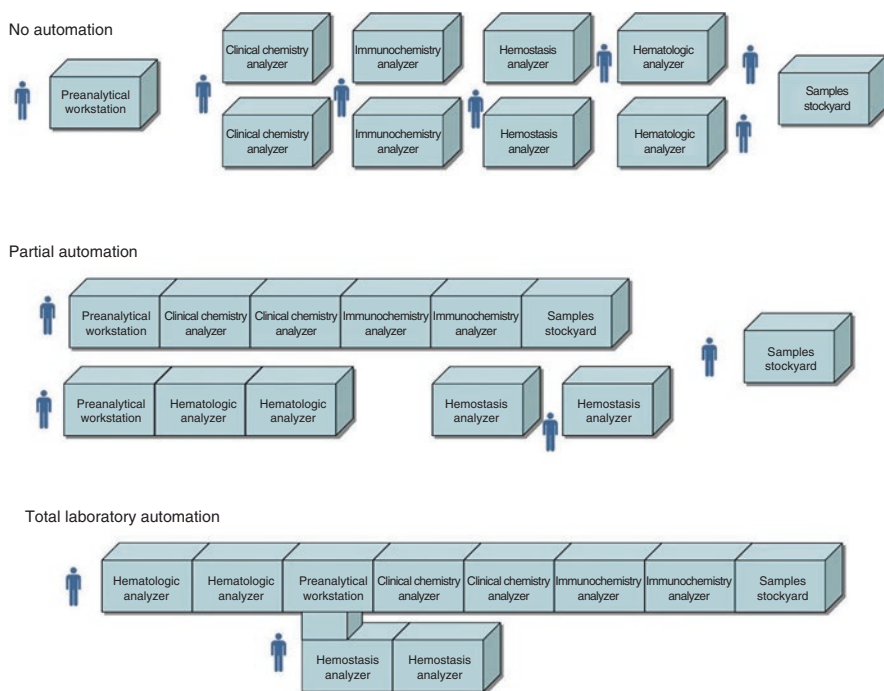 No automation
Clinical chemistry
analyzer
Immunochemistry
analyzer
Hemostasis
analyzer
Hematologic
analyzer
Preanalytical
workstation
Samples
stockyard
Clinical chemistry
analyzer
Immunochemistry
analyzer
Hemostasis
analyzer
Hematologic
analyzer
Partial automation
Preanalytical
workstation
Clinical chemistry
analyzer
Clinical chemistry
analyzer
Immunochemistry
analyzer
Immunochemistry
analyzer
Samples
stockyard
Samples
stockyard
Preanalytical
workstation
Hematologic
analyzer
Hematologic
analyzer
Hemostasis
analyzer
Hemostasis
analyzer
Total laboratory automation
Hematologic
analyzer
Hematologic
analyzer
Preanalytical
workstation
Clinical chemistry
analyzer
Clinical chemistry
analyzer
Immunochemistry
analyzer
Immunochemistry
analyzer
Samples
stockyard
Hemostasis
analyzer
Hemostasis
analyzer